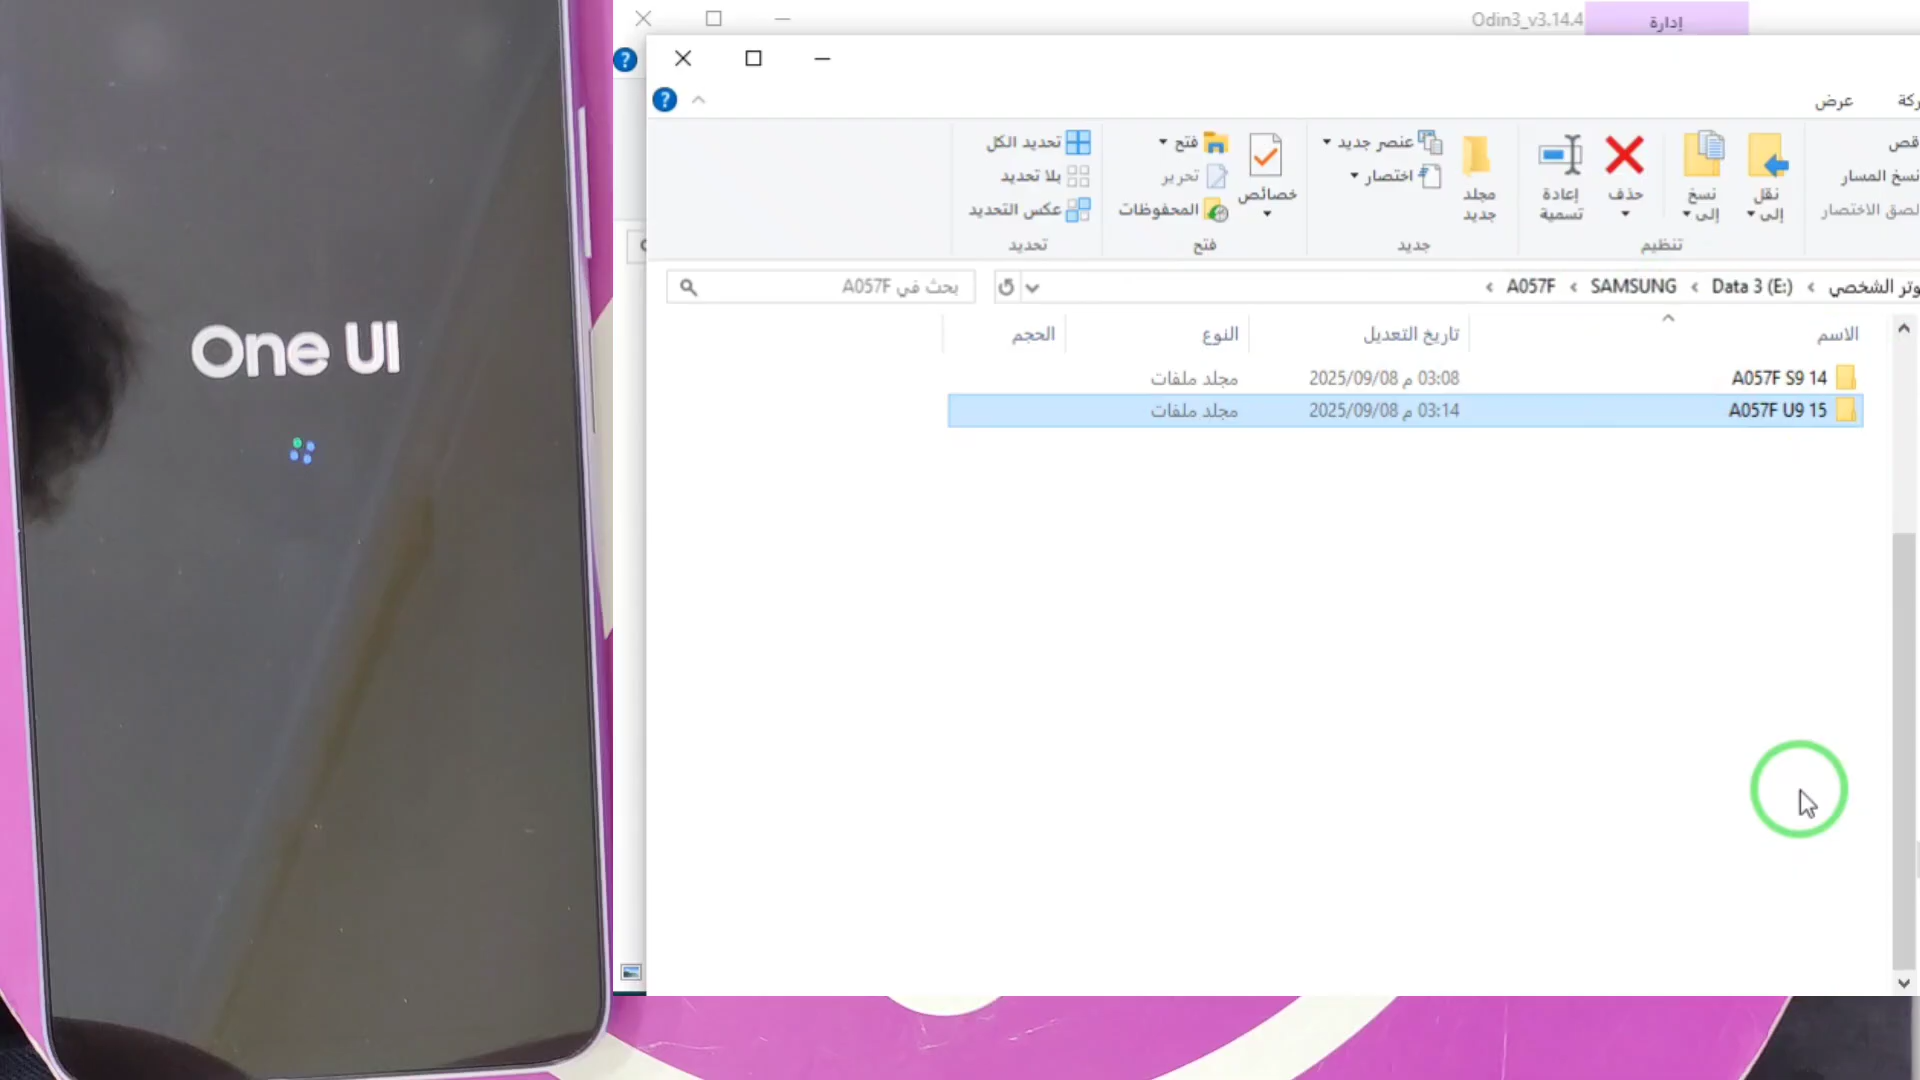 One UI
Odin3_v3.14.4
إدارة
عرض
قص
نسخ المسار
نقل إلى
نسخ إلى
حذف
إعادة تسمية
تنظيم
مجلد جديد
عنصر جديد
اختصار
جديد
خصائص
فتح
تحرير
المحفوظات
فتح
تحديد الكل
بلا تحديد
عكس التحديد
تحديد
Data 3 (E:) › SAMSUNG › A057F ›
بحث في A057F
الاسم
تاريخ التعديل
النوع
الحجم
A057F S9 14
2025/09/08 03:08 م
مجلد ملفات
A057F U9 15
2025/09/08 03:14 م
مجلد ملفات